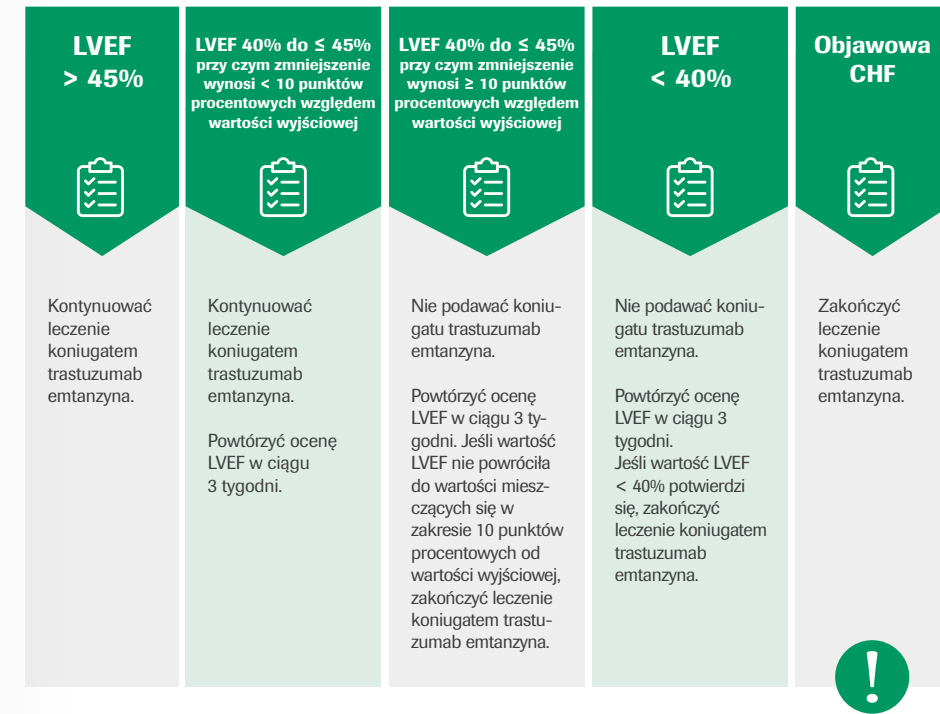 LVEF
> 45%
LVEF 40% do ≤ 45%
przy czym zmniejszenie
wynosi < 10 punktów
procentowych względem
wartości wyjściowej
LVEF 40% do ≤ 45%
przy czym zmniejszenie
wynosi ≥ 10 punktów
procentowych względem
wartości wyjściowej
LVEF
< 40%
Objawowa
CHF
Kontynuować
leczenie
koniugatem
trastuzumab
emtanzyna.
Kontynuować
leczenie
koniugatem
trastuzumab
emtanzyna.
Powtórzyć ocenę
LVEF w ciągu
3 tygodni.
Nie podawać koniu-
gatu trastuzumab
emtanzyna.
Powtórzyć ocenę
LVEF w ciągu 3 ty-
godni. Jeśli wartość
LVEF nie powróciła
do wartości miesz-
czących się w
zakresie 10 punktów
procentowych od
wartości wyjściowej,
zakończyć leczenie
koniugatem trastu-
zumab emtanzyna.
Nie podawać koniu-
gatu trastuzumab
emtanzyna.
Powtórzyć ocenę
LVEF w ciągu 3
tygodni.
Jeśli wartość LVEF
< 40% potwierdzi
się, zakończyć
leczenie koniugatem
trastuzumab
emtanzyna.
Zakończyć
leczenie
koniugatem
trastuzumab
emtanzyna.
!